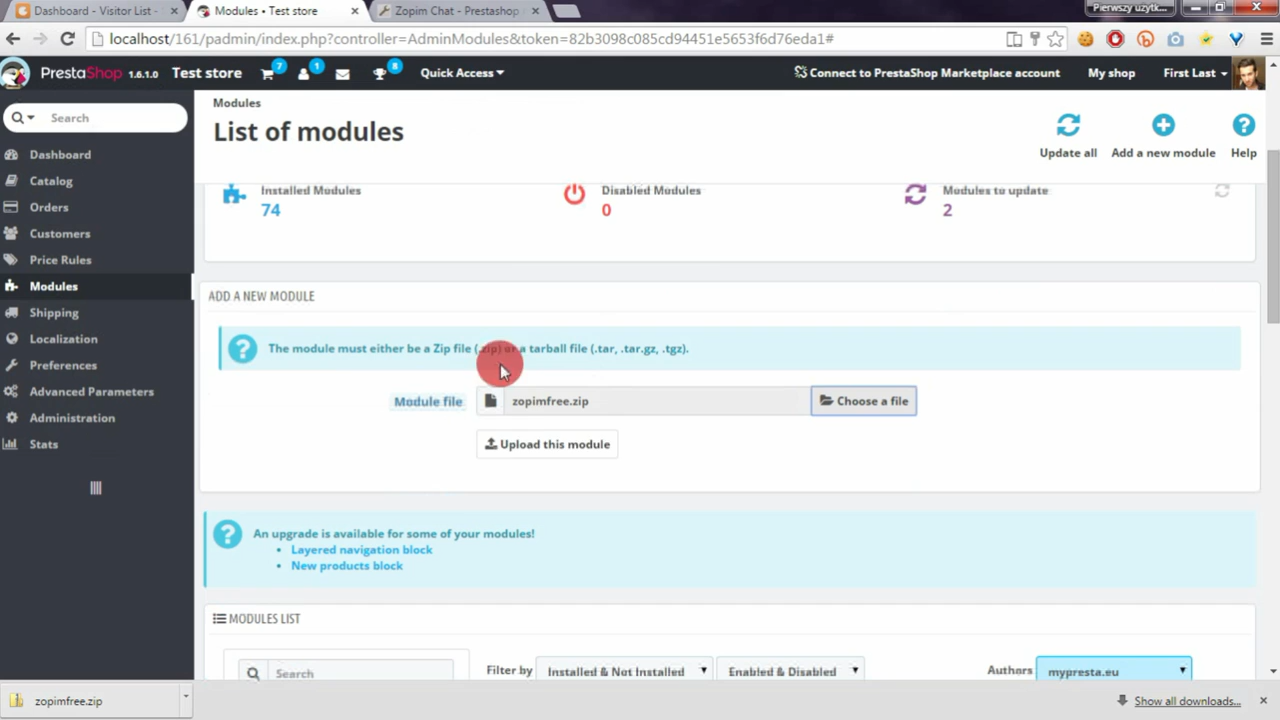 Dashboard - Visitor List -
Modules • Test store
Zopim Chat - Prestashop
Pierwszy użytk...
localhost/161/padmin/index.php?controller=AdminModules&token=82b3098c085cd94451e5653f6d76eda1#
PrestaShop 1.6.1.0 Test store 7 1 8 Quick Access
Connect to PrestaShop Marketplace account My shop First Last
Search
Dashboard
Catalog
Orders
Customers
Price Rules
Modules
Shipping
Localization
Preferences
Advanced Parameters
Administration
Stats
Modules
List of modules
Update all Add a new module Help
Installed Modules
74
Disabled Modules
0
Modules to update
2
ADD A NEW MODULE
The module must either be a Zip file (.zip) or a tarball file (.tar, .tar.gz, .tgz).
Module file zopimfree.zip Choose a file
Upload this module
An upgrade is available for some of your modules!
• Layered navigation block
• New products block
MODULES LIST
Search Filter by Installed & Not Installed Enabled & Disabled Authors mypresta.eu
zopimfree.zip Show all downloads...